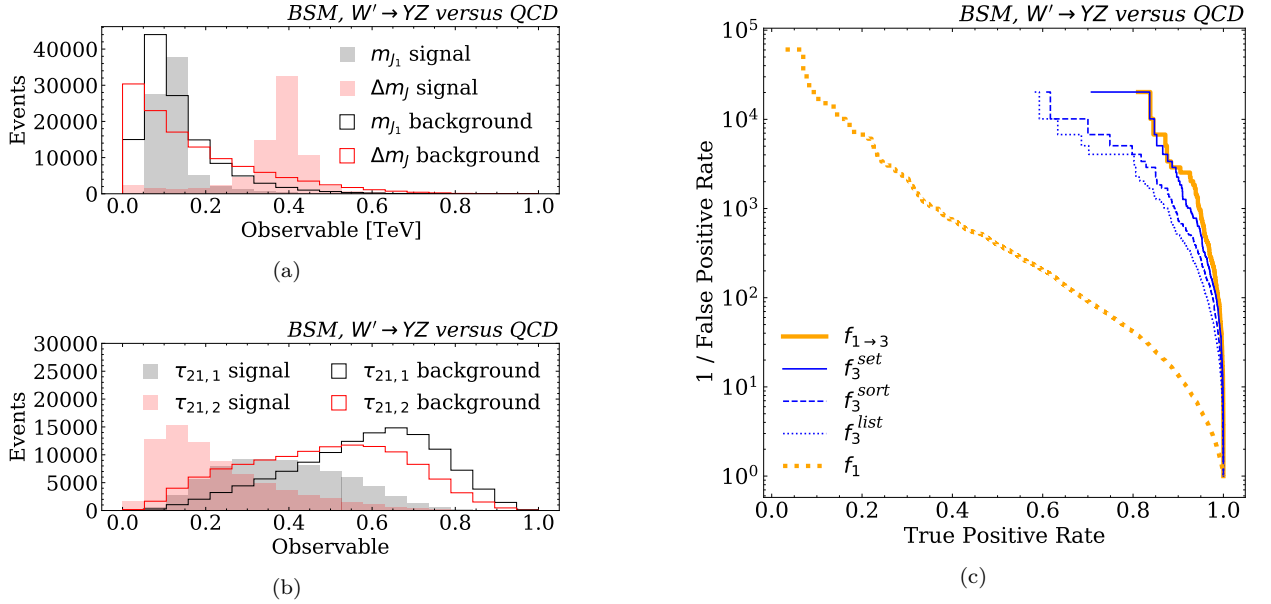 BSM, W′ → YZ versus QCD
40000
30000
20000
10000
0
Events
m_{J_1} signal
Δm_J signal
m_{J_1} background
Δm_J background
0.0 0.2 0.4 0.6 0.8 1.0
Observable [TeV]
(a)
BSM, W′ → YZ versus QCD
30000
25000
20000
15000
10000
5000
0
Events
τ_{21,1} signal
τ_{21,2} signal
τ_{21,1} background
τ_{21,2} background
0.0 0.2 0.4 0.6 0.8 1.0
Observable
(b)
BSM, W′ → YZ versus QCD
10^5
10^4
10^3
10^2
10^1
10^0
1 / False Positive Rate
f_{1→3}
f_3^{set}
f_3^{sort}
f_3^{list}
f_1
0.0 0.2 0.4 0.6 0.8 1.0
True Positive Rate
(c)